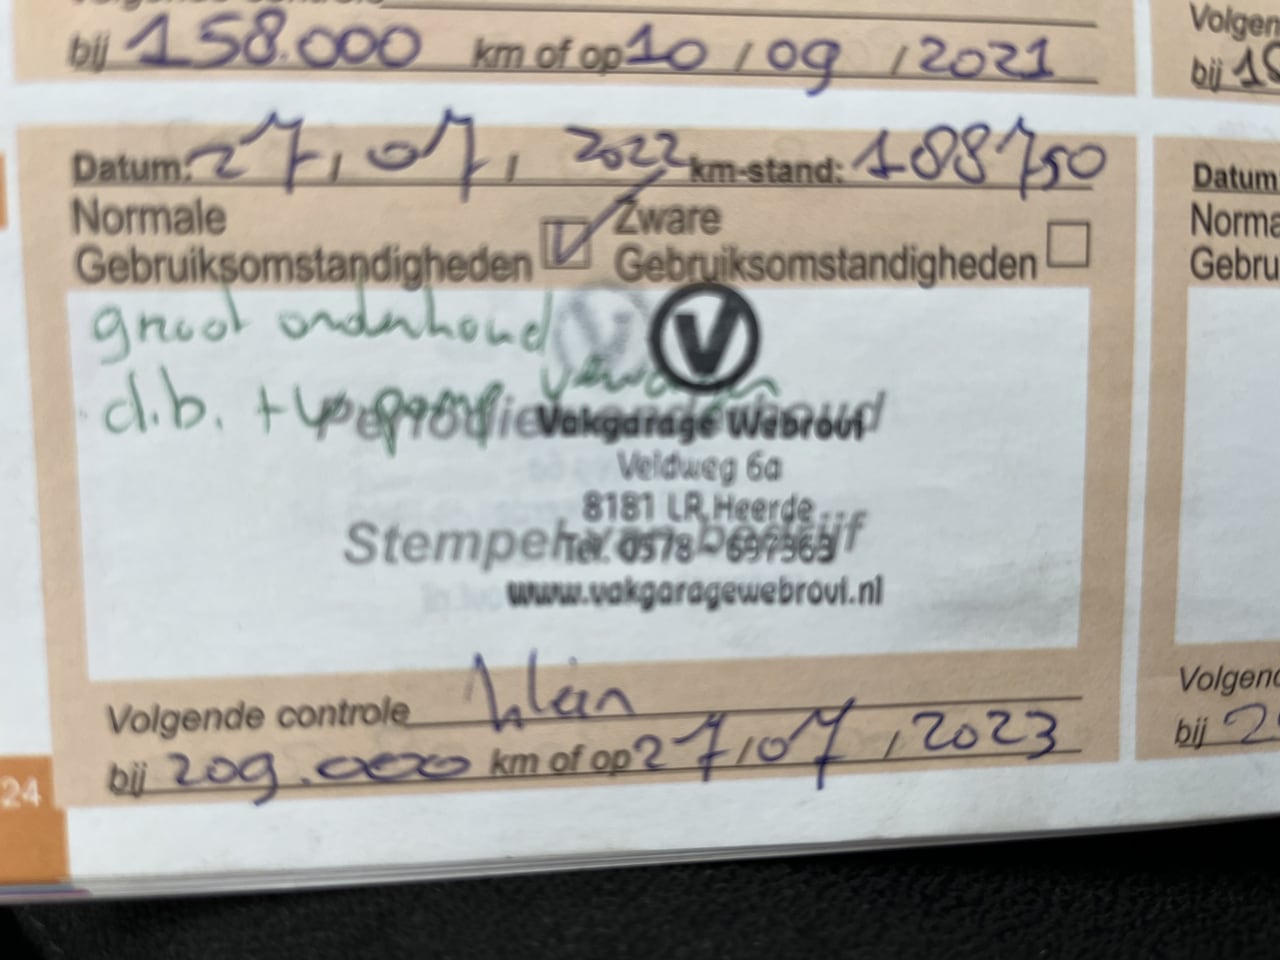 bij 158.000 km of op 10 / 09 / 2021
Volgen
bij
Datum: 27, 07, 2022 km-stand: 188750
Normale Zware
Gebruiksomstandigheden Gebruiksomstandigheden
groot onderhoud
d.b. + w.pomp
V
Periodiek onderhoud
Vakgarage Webrovi
Veldweg 6a
8181 LR Heerde
Stempel van bedrijf
Tel. 0578 - 697363
www.vakgaragewebrovi.nl
Volgende controle klein
bij 209.000 km of op 27 / 07 / 2023
24
Datum
Norma
Gebru
Volgend
bij 2